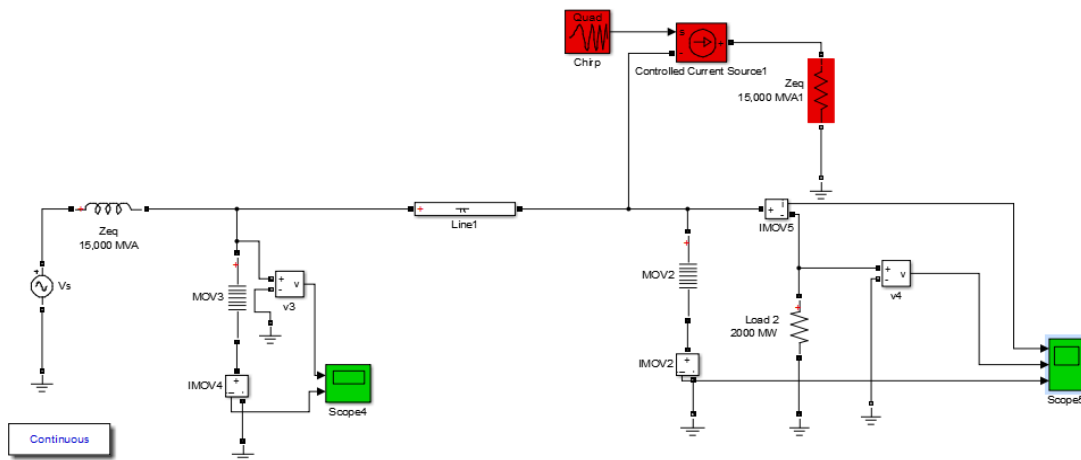 Quad
s
+
-
Chirp
Controlled Current Source1
Zeq
15,000 MVA1
+
Zeq
15,000 MVA
+
Line1
+
i
-
IMOV5
+
Vs
+
MOV3
+
-
v
v3
+
MOV2
+
-
v
v4
+
Load 2
2000 MW
IMOV4
+
-
i
Scope4
IMOV2
+
-
i
Scope5
Continuous